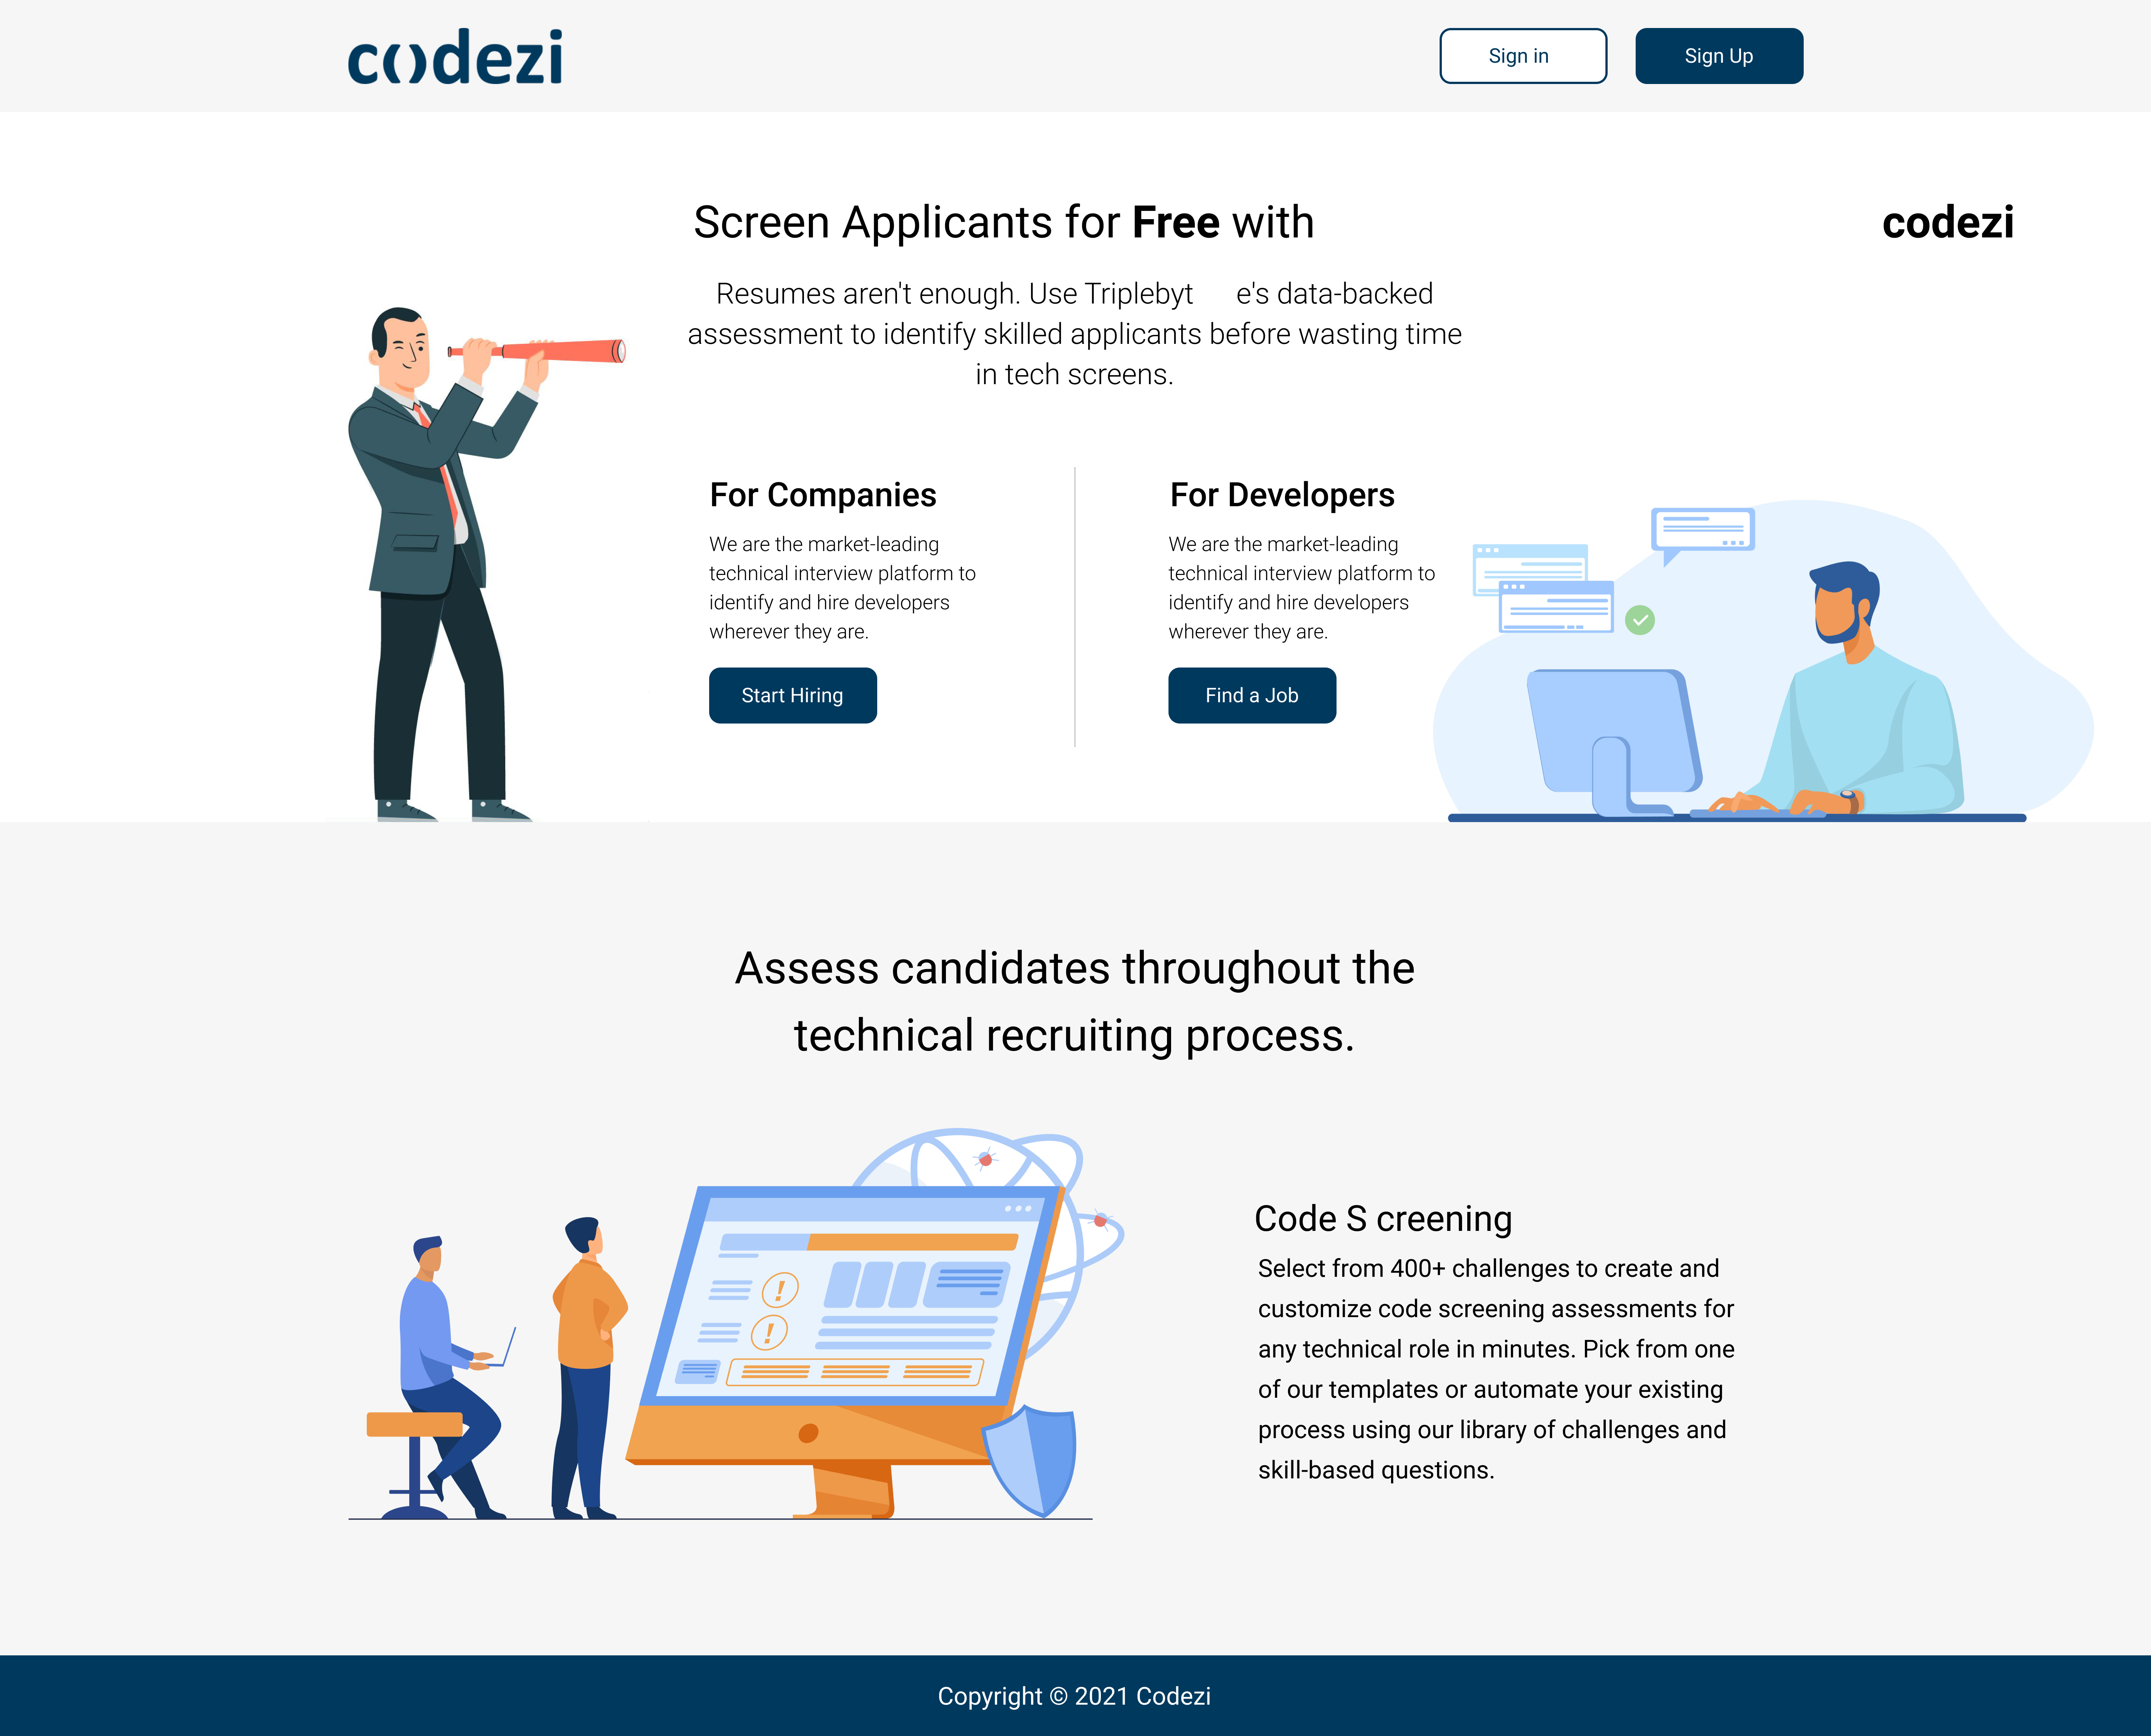 codezi
Sign in
Sign Up
Screen Applicants for Free with codezi
Resumes aren't enough. Use Triplebyt e's data-backed
assessment to identify skilled applicants before wasting time
in tech screens.
For Companies
We are the market-leading
technical interview platform to
identify and hire developers
wherever they are.
Start Hiring
For Developers
We are the market-leading
technical interview platform to
identify and hire developers
wherever they are.
Find a Job
Assess candidates throughout the
technical recruiting process.
! 
!
Code S creening
Select from 400+ challenges to create and
customize code screening assessments for
any technical role in minutes. Pick from one
of our templates or automate your existing
process using our library of challenges and
skill-based questions.
Copyright © 2021 Codezi